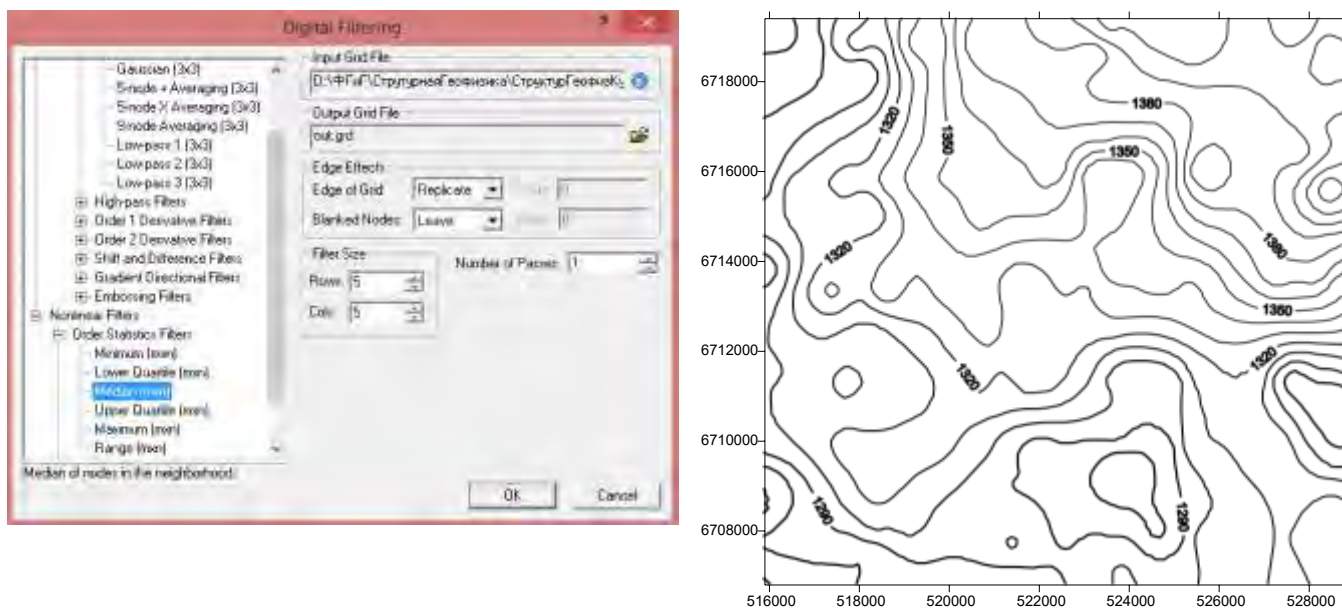 Digital Filtering
?
Gaussian (3x3)
5-node + Averaging (3x3)
5-node X Averaging (3x3)
9-node Averaging (3x3)
Low-pass 1 (3x3)
Low-pass 2 (3x3)
Low-pass 3 (3x3)
High-pass Filters
Order 1 Derivative Filters
Order 2 Derivative Filters
Shift and Difference Filters
Gradient Directional Filters
Embossing Filters
Nonlinear Filters
Order Statistics Filters
Minimum (mxn)
Lower Quartile (mxn)
Median (mxn)
Upper Quartile (mxn)
Maximum (mxn)
Range (mxn)
Median of nodes in the neighborhood.
Input Grid File
Output Grid File
out.grd
Edge Effects
Edge of Grid: Replicate
0
Blanked Nodes: Leave
0
Filter Size
Rows: 5
Cols: 5
Number of Passes: 1
OK
Cancel
6718000
6716000
6714000
6712000
6710000
6708000
516000
518000
520000
522000
524000
526000
528000
1320
1350
1380
1350
1320
1380
1350
1320
1320
1290
1290